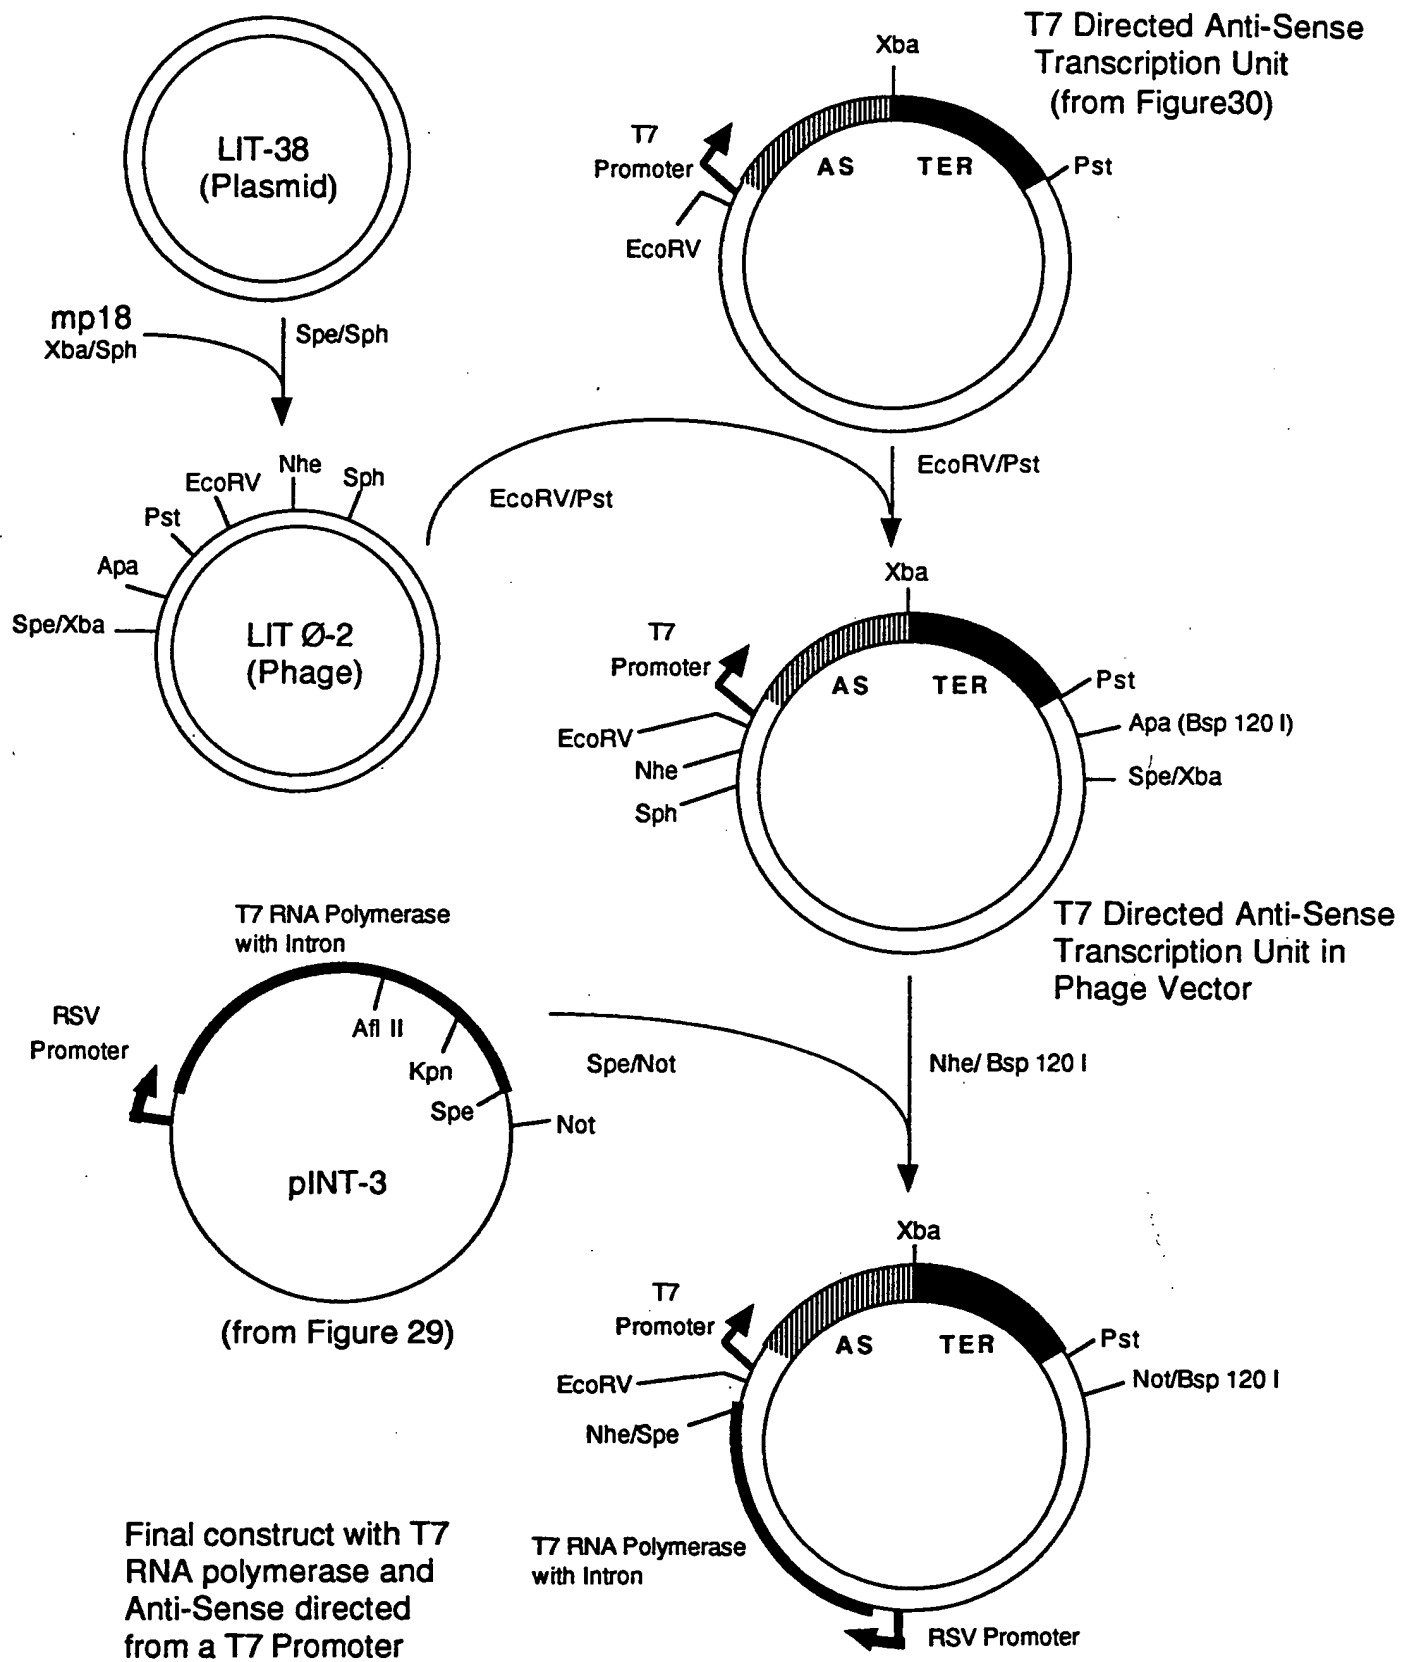 LIT-38
(Plasmid)
mp18
Xba/Sph
Spe/Sph
Xba
T7 Directed Anti-Sense
Transcription Unit
(from Figure30)
T7
Promoter
AS
TER
Pst
EcoRV
EcoRV/Pst
EcoRV/Pst
Nhe
Sph
EcoRV
Pst
Apa
Spe/Xba
LIT Ø-2
(Phage)
Xba
T7
Promoter
AS
TER
Pst
Apa (Bsp 120 I)
Spe/Xba
EcoRV
Nhe
Sph
T7 Directed Anti-Sense
Transcription Unit in
Phage Vector
T7 RNA Polymerase
with Intron
RSV
Promoter
Afl II
Kpn
Spe
Not
pINT-3
(from Figure 29)
Spe/Not
Nhe/ Bsp 120 I
Xba
T7
Promoter
AS
TER
Pst
Not/Bsp 120 I
EcoRV
Nhe/Spe
T7 RNA Polymerase
with Intron
RSV Promoter
Final construct with T7
RNA polymerase and
Anti-Sense directed
from a T7 Promoter